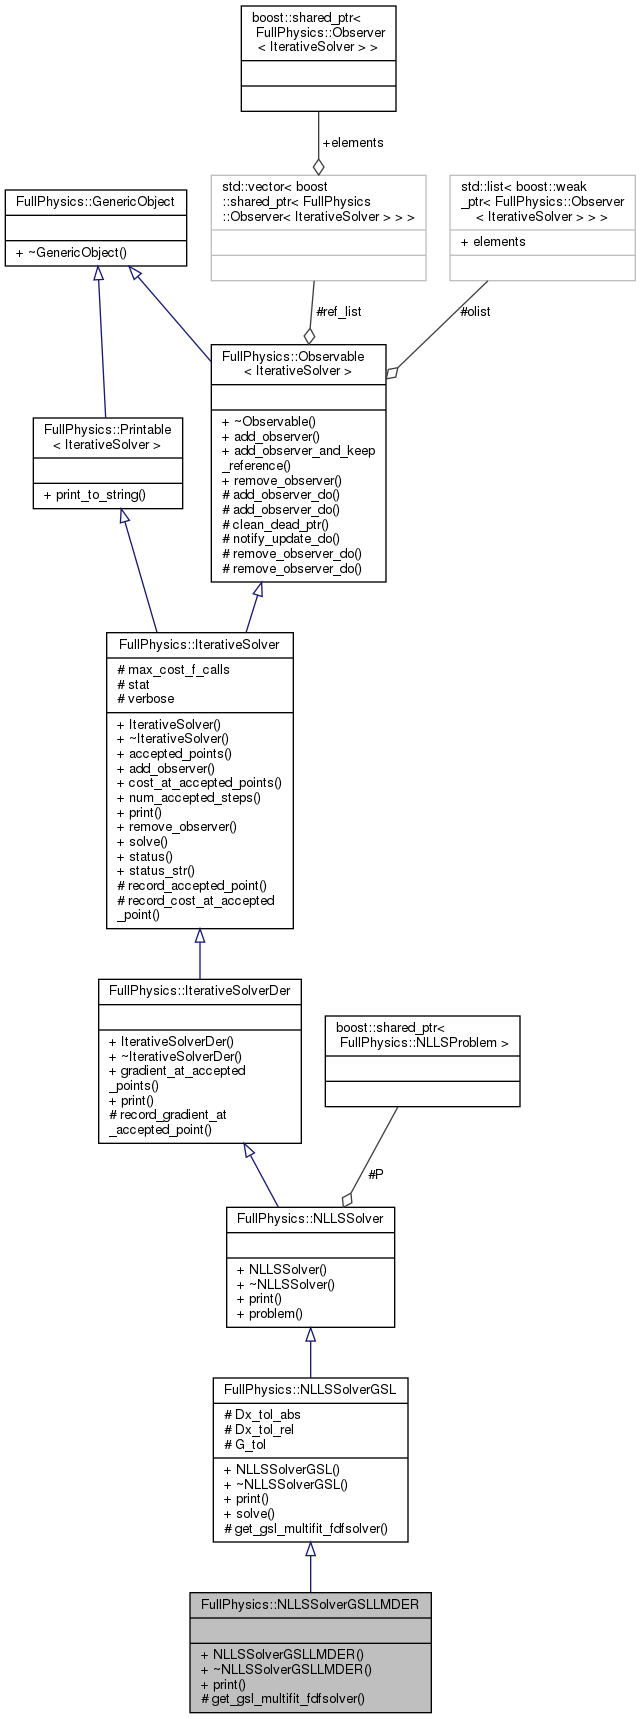 boost::shared_ptr<
FullPhysics::Observer
< IterativeSolver > >
+elements
FullPhysics::GenericObject
+ ~GenericObject()
std::vector< boost
::shared_ptr< FullPhysics
::Observer< IterativeSolver > > >
std::list< boost::weak
_ptr< FullPhysics::Observer
< IterativeSolver > > >
+ elements
#ref_list
#olist
FullPhysics::Observable
< IterativeSolver >
+ ~Observable()
+ add_observer()
+ add_observer_and_keep
_reference()
+ remove_observer()
# add_observer_do()
# add_observer_do()
# clean_dead_ptr()
# notify_update_do()
# remove_observer_do()
# remove_observer_do()
FullPhysics::Printable
< IterativeSolver >
+ print_to_string()
FullPhysics::IterativeSolver
# max_cost_f_calls
# stat
# verbose
+ IterativeSolver()
+ ~IterativeSolver()
+ accepted_points()
+ add_observer()
+ cost_at_accepted_points()
+ num_accepted_steps()
+ print()
+ remove_observer()
+ solve()
+ status()
+ status_str()
# record_accepted_point()
# record_cost_at_accepted
_point()
FullPhysics::IterativeSolverDer
+ IterativeSolverDer()
+ ~IterativeSolverDer()
+ gradient_at_accepted
_points()
+ print()
# record_gradient_at
_accepted_point()
boost::shared_ptr<
FullPhysics::NLLSProblem >
#P
FullPhysics::NLLSSolver
+ NLLSSolver()
+ ~NLLSSolver()
+ print()
+ problem()
FullPhysics::NLLSSolverGSL
# Dx_tol_abs
# Dx_tol_rel
# G_tol
+ NLLSSolverGSL()
+ ~NLLSSolverGSL()
+ print()
+ solve()
# get_gsl_multifit_fdfsolver()
FullPhysics::NLLSSolverGSLLMDER
+ NLLSSolverGSLLMDER()
+ ~NLLSSolverGSLLMDER()
+ print()
# get_gsl_multifit_fdfsolver()